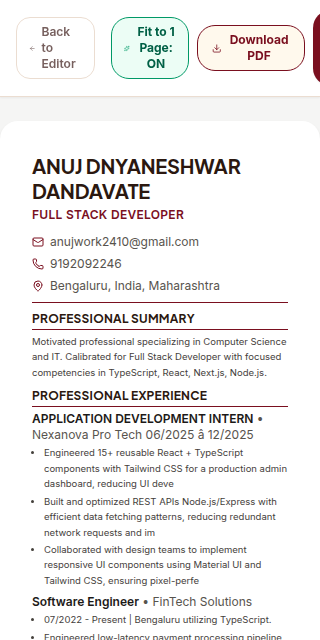 Back
to
Editor
Fit to 1
Page:
ON
Download
PDF
ANUJ DNYANESHWAR
DANDAVATE
FULL STACK DEVELOPER
anujwork2410@gmail.com
9192092246
Bengaluru, India, Maharashtra
PROFESSIONAL SUMMARY
Motivated professional specializing in Computer Science
and IT. Calibrated for Full Stack Developer with focused
competencies in TypeScript, React, Next.js, Node.js.
PROFESSIONAL EXPERIENCE
APPLICATION DEVELOPMENT INTERN •
Nexanova Pro Tech 06/2025 â 12/2025
• Engineered 15+ reusable React + TypeScript
components with Tailwind CSS for a production admin
dashboard, reducing UI deve
• Built and optimized REST APIs Node.js/Express with
efficient data fetching patterns, reducing redundant
network requests and im
• Collaborated with design teams to implement
responsive UI components using Material UI and
Tailwind CSS, ensuring pixel-perfe
Software Engineer • FinTech Solutions
• 07/2022 - Present | Bengaluru utilizing TypeScript.
• Engineered low-latency payment processing pipeline